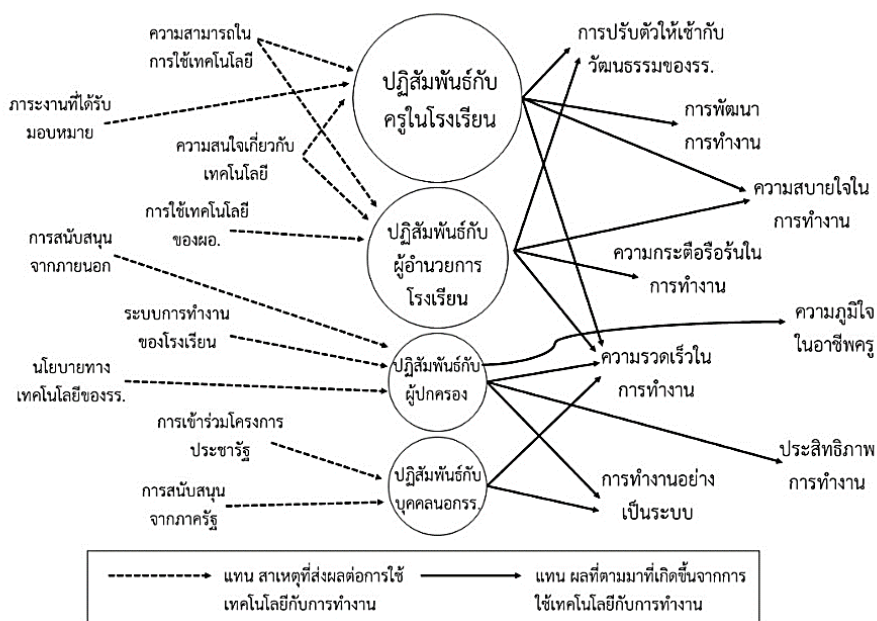 ความสามารถใน
การใช้เทคโนโลยี
ภาระงานที่ได้รับ
มอบหมาย
ความสนใจเกี่ยวกับ
เทคโนโลยี
การใช้เทคโนโลยี
ของผอ.
การสนับสนุน
จากภายนอก
ระบบการทำงาน
ของโรงเรียน
นโยบายทาง
เทคโนโลยีของรร.
การเข้าร่วมโครงการ
ประชารัฐ
การสนับสนุน
จากภาครัฐ
ปฏิสัมพันธ์กับ
ครูในโรงเรียน
ปฏิสัมพันธ์กับ
ผู้อำนวยการ
โรงเรียน
ปฏิสัมพันธ์กับ
ผู้ปกครอง
ปฏิสัมพันธ์กับ
บุคคลนอกรร.
การปรับตัวให้เข้ากับ
วัฒนธรรมของรร.
การพัฒนา
การทำงาน
ความสบายใจใน
การทำงาน
ความกระตือรือร้นใน
การทำงาน
ความภูมิใจ
ในอาชีพครู
ความรวดเร็วใน
การทำงาน
ประสิทธิภาพ
การทำงาน
การทำงานอย่าง
เป็นระบบ
แทน สาเหตุที่ส่งผลต่อการใช้
เทคโนโลยีกับการทำงาน
แทน ผลที่ตามมาที่เกิดขึ้นจากการ
ใช้เทคโนโลยีกับการทำงาน